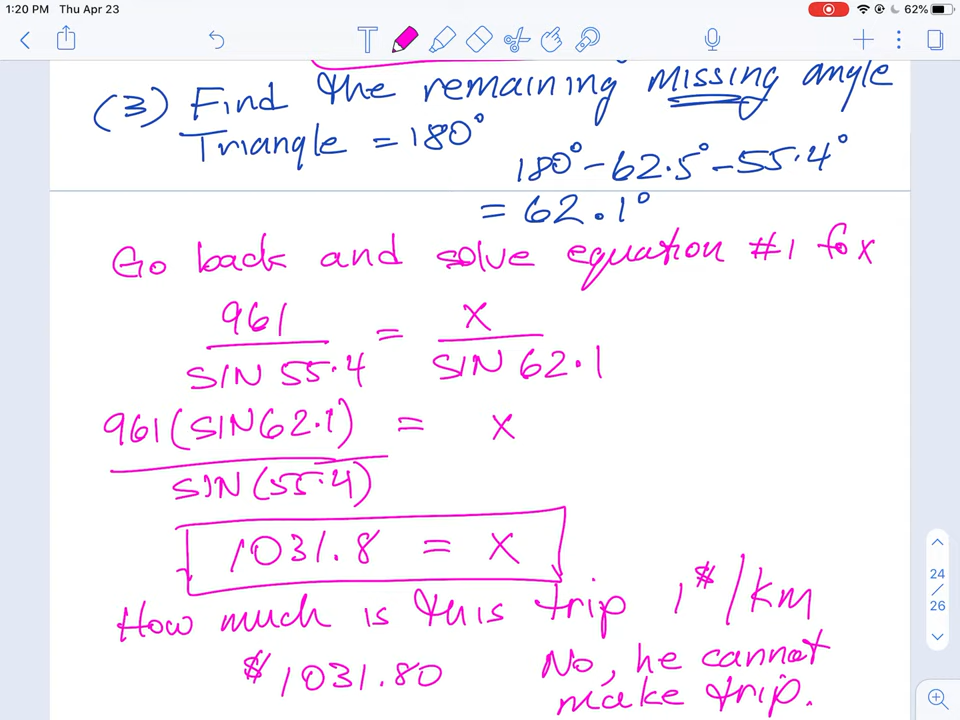 1:20 PM Thu Apr 23
62%
T
(3) Find the remaining missing angle
Triangle = 180°
180° - 62.5° - 55.4°
= 62.1°
Go back and solve equation #1 fo x
961 / SIN 55.4 = X / SIN 62.1
961 (SIN 62.1) / SIN (55.4) = X
1031.8 = X
How much is this trip 1$/KM
$1031.80
No, he cannot
make trip.
24
/
26